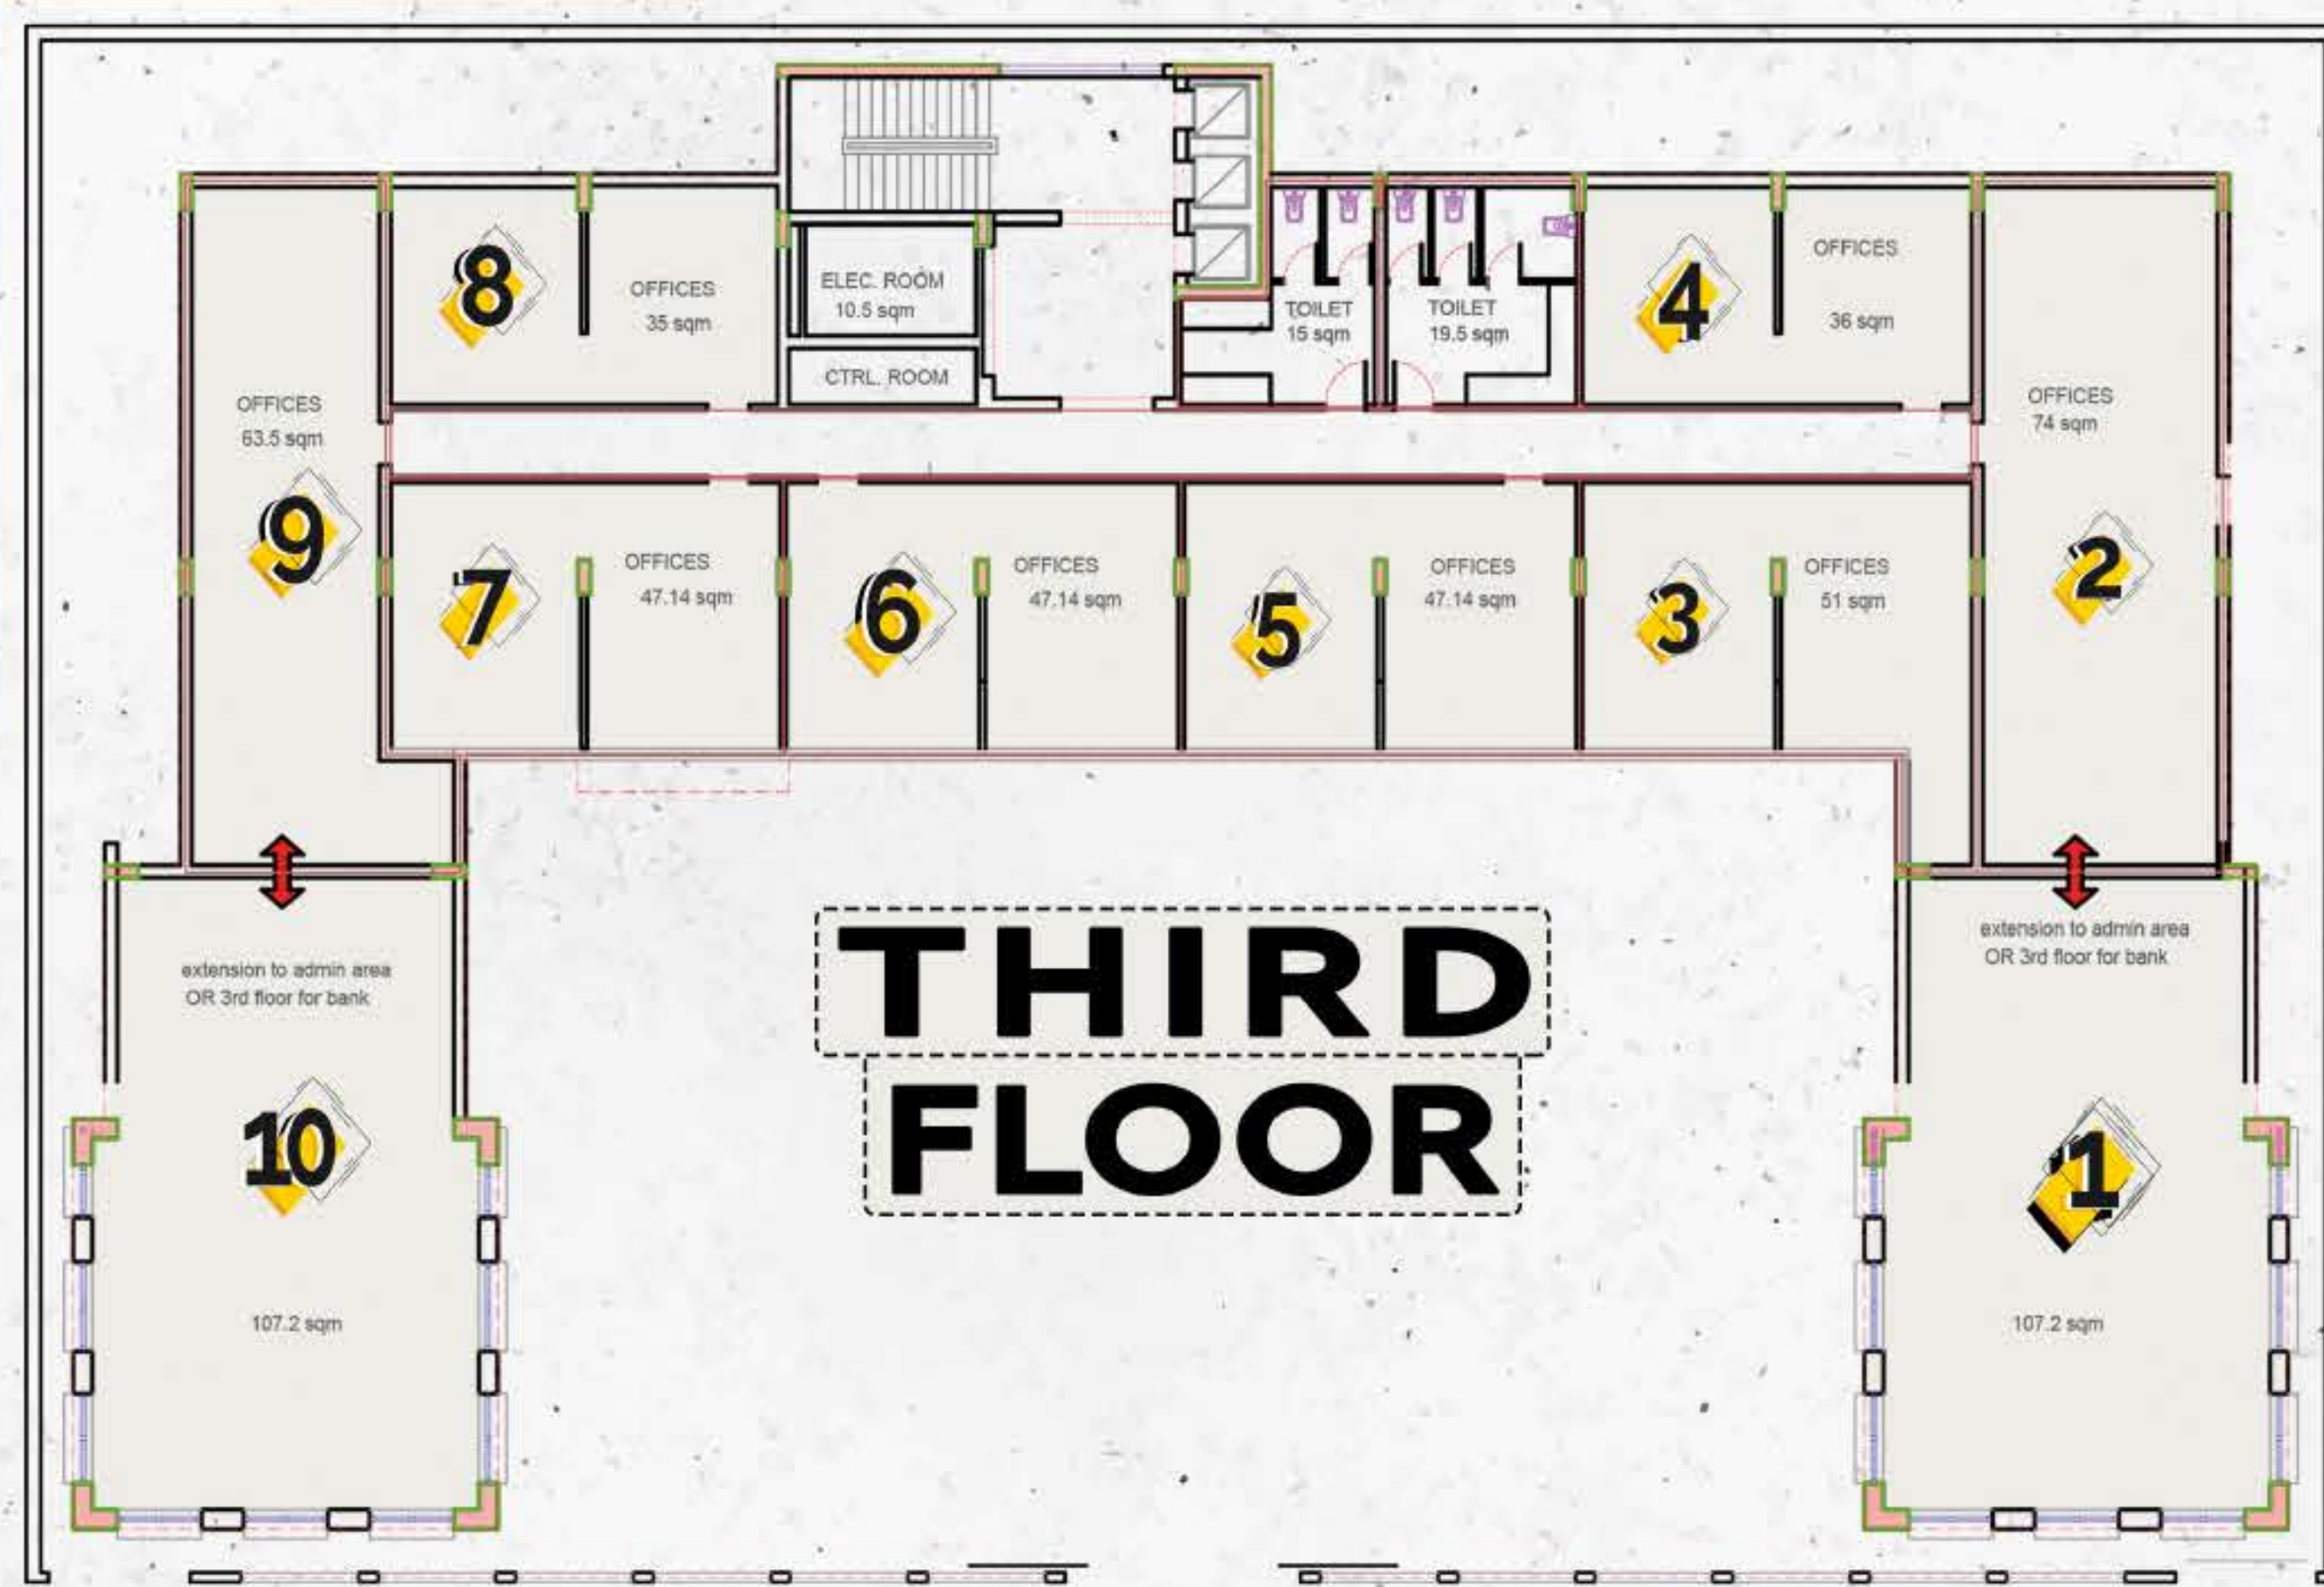 8
OFFICES
35 sqm
ELEC. ROOM
10.5 sqm
CTRL. ROOM
TOILET
15 sqm
TOILET
19.5 sqm
4
OFFICES
36 sqm
OFFICES
63.5 sqm
9
OFFICES
74 sqm
2
7
OFFICES
47.14 sqm
6
OFFICES
47.14 sqm
5
OFFICES
47.14 sqm
3
OFFICES
51 sqm
extension to admin area
OR 3rd floor for bank
10
107.2 sqm
THIRD
FLOOR
extension to admin area
OR 3rd floor for bank
1
107.2 sqm